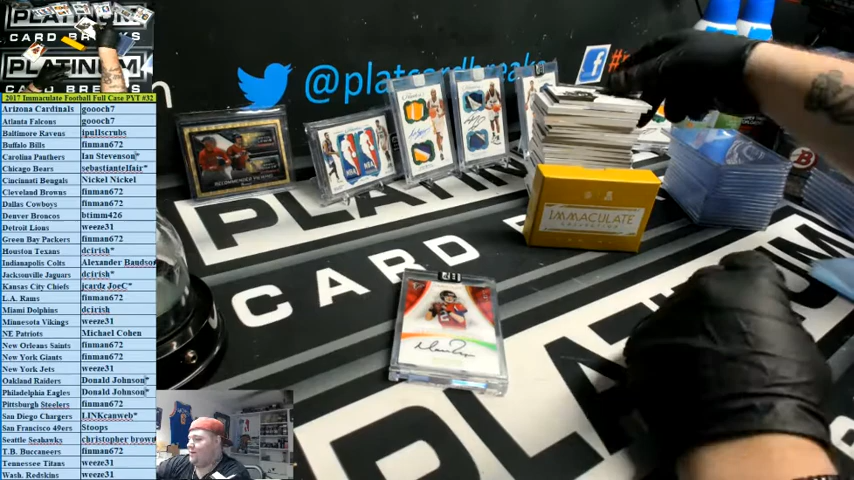 PLATINUM
CARD BREAKS
PLATINUM
2017 Immaculate Football Full Case PYT #32
Arizona Cardinals goooch7
Atlanta Falcons goooch7
Baltimore Ravens ipullscrubs
Buffalo Bills finman672
Carolina Panthers Ian Stevenson*
Chicago Bears sebastiantelfair*
Cincinnati Bengals Nickel Nickel
Cleveland Browns finman672
Dallas Cowboys finman672
Denver Broncos btimm426
Detroit Lions weeze31
Green Bay Packers finman672
Houston Texans dcirish*
Indianapolis Colts Alexander Baudson
Jacksonville Jaguars dcirish*
Kansas City Chiefs jcardz JoeC*
L.A. Rams finman672
Miami Dolphins dcirish
Minnesota Vikings weeze31
NE Patriots Michael Cohen
New Orleans Saints finman672
New York Giants finman672
New York Jets weeze31
Oakland Raiders Donald Johnson*
Philadelphia Eagles Donald Johnson*
Pittsburgh Steelers finman672
San Diego Chargers LINKcanweb*
San Francisco 49ers Stoops
Seattle Seahawks christopher brown
T.B. Buccaneers finman672
Tennessee Titans weeze31
Wash. Redskins weeze31
@platcardbreaks
IMMACULATE
COLLECTION
PLATINUM
CARD
PLATINUM
PL